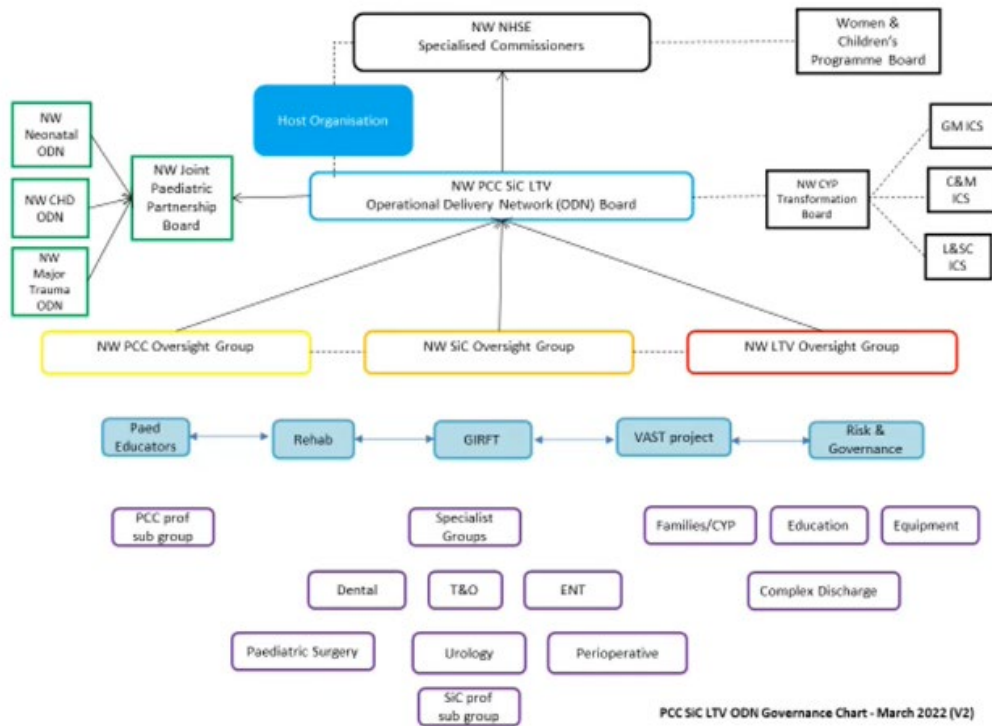 NW NHSE
Specialised Commissioners
Women &
Children's
Programme Board
Host Organisation
NW
Neonatal
ODN
NW CHD
ODN
NW
Major
Trauma
ODN
NW Joint
Paediatric
Partnership
Board
NW PCC SiC LTV
Operational Delivery Network (ODN) Board
NW CYP
Transformation
Board
GM ICS
C&M
ICS
L&SC
ICS
NW PCC Oversight Group
NW SiC Oversight Group
NW LTV Oversight Group
Paed
Educators
Rehab
GIRFT
VAST project
Risk &
Governance
PCC prof
sub group
Specialist
Groups
Families/CYP
Education
Equipment
Dental
T&O
ENT
Complex Discharge
Paediatric Surgery
Urology
Perioperative
SiC prof
sub group
PCC SiC LTV ODN Governance Chart - March 2022 (V2)